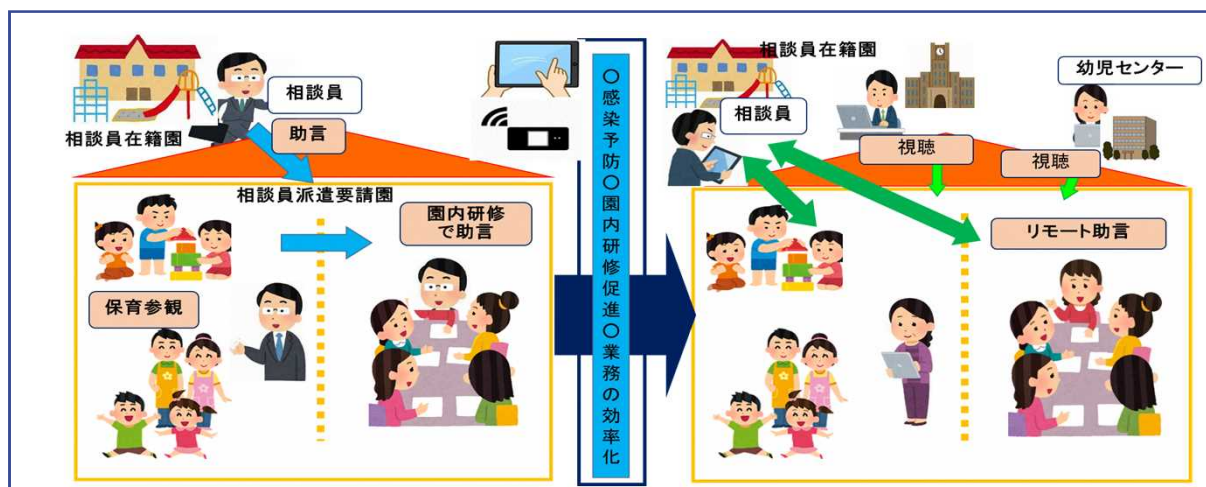 相談員
助言
相談員在籍園
相談員派遣要請園
園内研修
で助言
保育参観
○感染予防○園内研修促進○業務の効率化
相談員在籍園
幼児センター
相談員
視聴
視聴
リモート助言